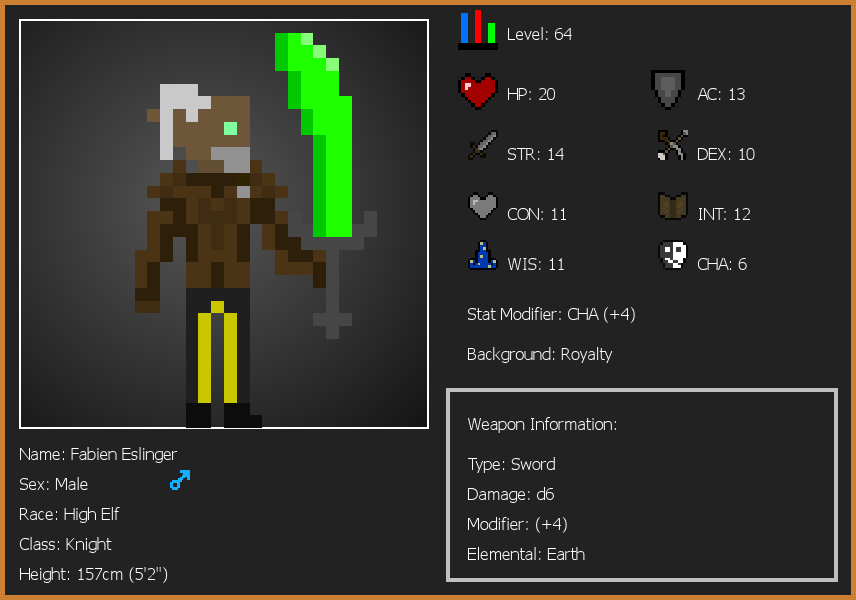 Level: 64
HP: 20
AC: 13
STR: 14
DEX: 10
CON: 11
INT: 12
WIS: 11
CHA: 6
Stat Modifier: CHA (+4)
Background: Royalty
Weapon Information:
Type: Sword
Damage: d6
Modifier: (+4)
Elemental: Earth
Name: Fabien Eslinger
Sex: Male
Race: High Elf
Class: Knight
Height: 157cm (5'2")